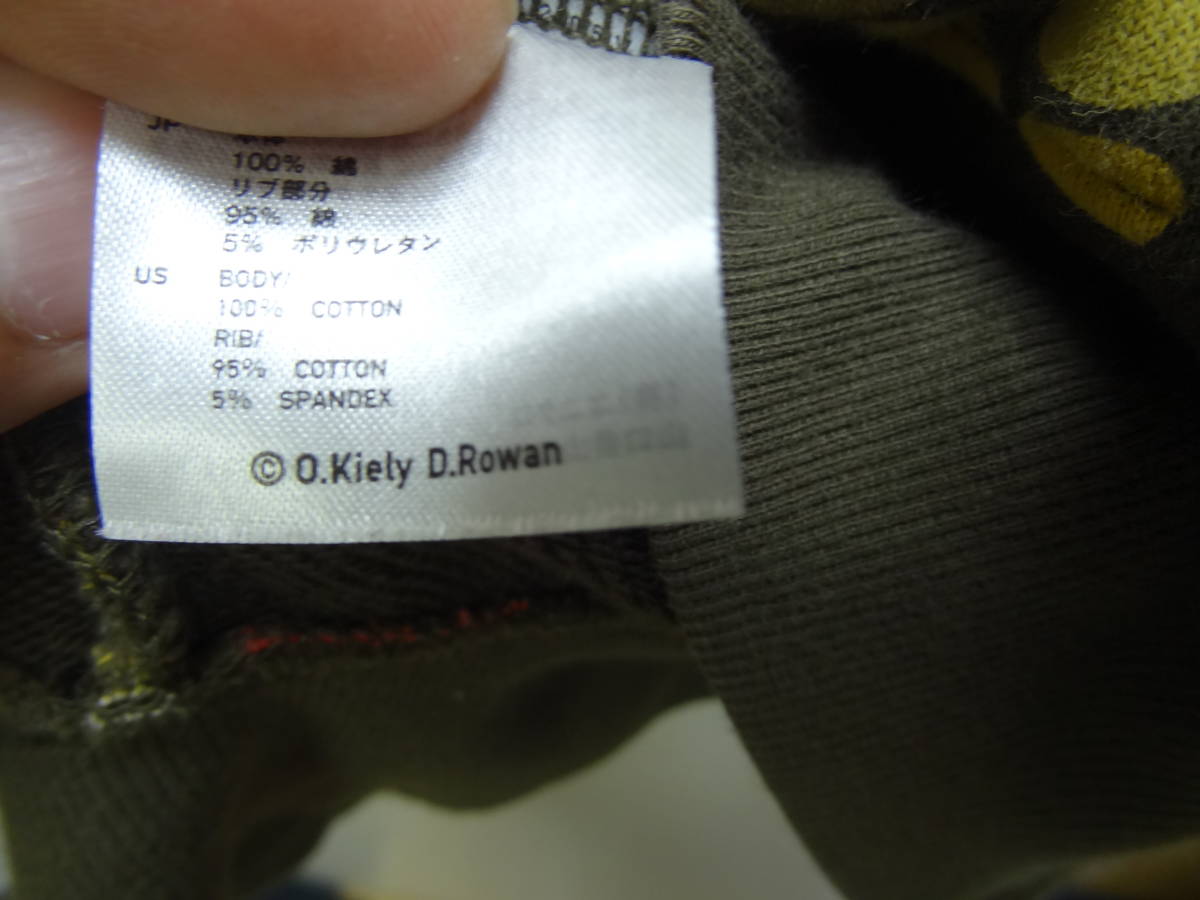 JP
100% 綿
リブ部分
95% 綿
5% ポリウレタン
US BODY/
100% COTTON
RIB/
95% COTTON
5% SPANDEX
© O.Kiely D.Rowan